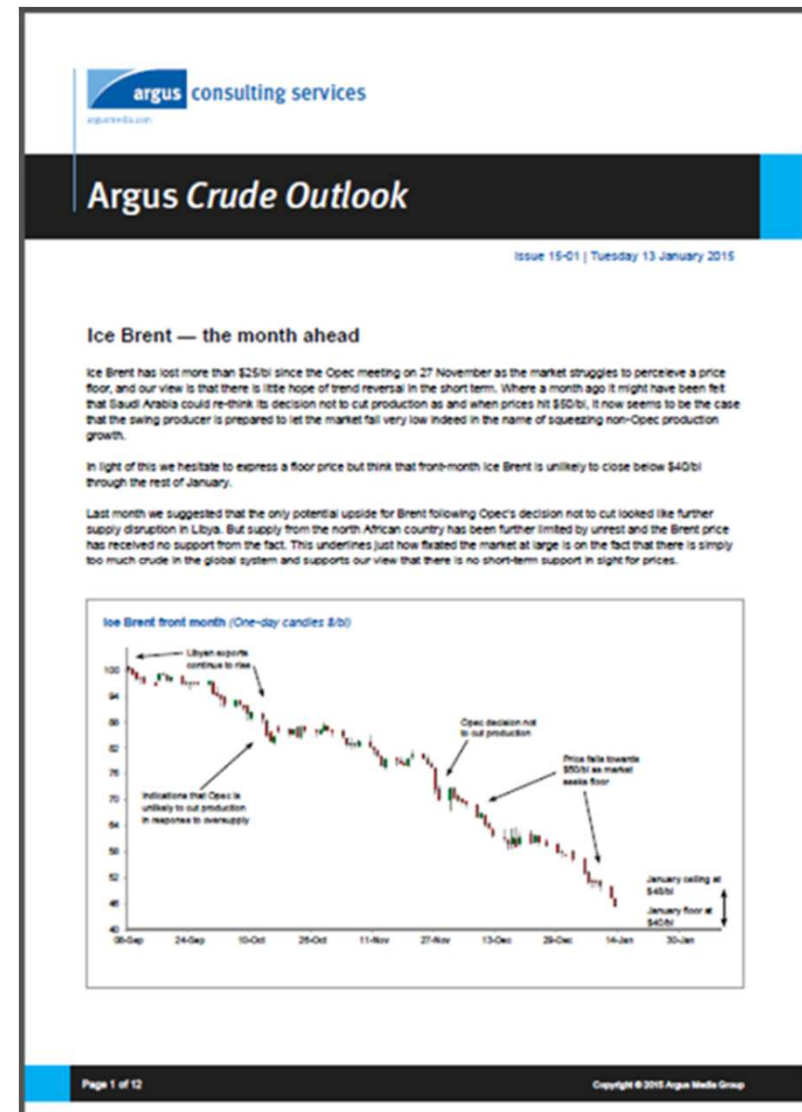 argus consulting services
argusmedia.com
Argus Crude Outlook
Issue 15-01 | Tuesday 13 January 2015
Ice Brent — the month ahead
Ice Brent has lost more than $25/bl since the Opec meeting on 27 November as the market struggles to perceieve a price
floor, and our view is that there is little hope of trend reversal in the short term. Where a month ago it might have been felt
that Saudi Arabia could re-think its decision not to cut production as and when prices hit $50/bl, it now seems to be the case
that the swing producer is prepared to let the market fall very low indeed in the name of squeezing non-Opec production
growth.
In light of this we hesitate to express a floor price but think that front-month Ice Brent is unlikely to close below $40/bl
through the rest of January.
Last month we suggested that the only potential upside for Brent following Opec's decision not to cut looked like further
supply disruption in Libya. But supply from the north African country has been further limited by unrest and the Brent price
has received no support from the fact. This underlines just how fixated the market at large is on the fact that there is simply
too much crude in the global system and supports our view that there is no short-term support in sight for prices.
Ice Brent front month (One-day candles $/bl)
Libyan exports
continue to rise
100
94
88
82
76
70
64
58
52
46
40
Opec decision not
to cut production
Price falls towards
$50/bl as market
seeks floor
Indications that Opec is
unlikely to cut production
in response to oversupply
January ceiling at
January floor at
$40/bl
08-Sep 24-Sep 10-Oct 26-Oct 11-Nov 27-Nov 13-Dec 29-Dec 14-Jan 30-Jan
Page 1 of 12
Copyright © 2015 Argus Media Group